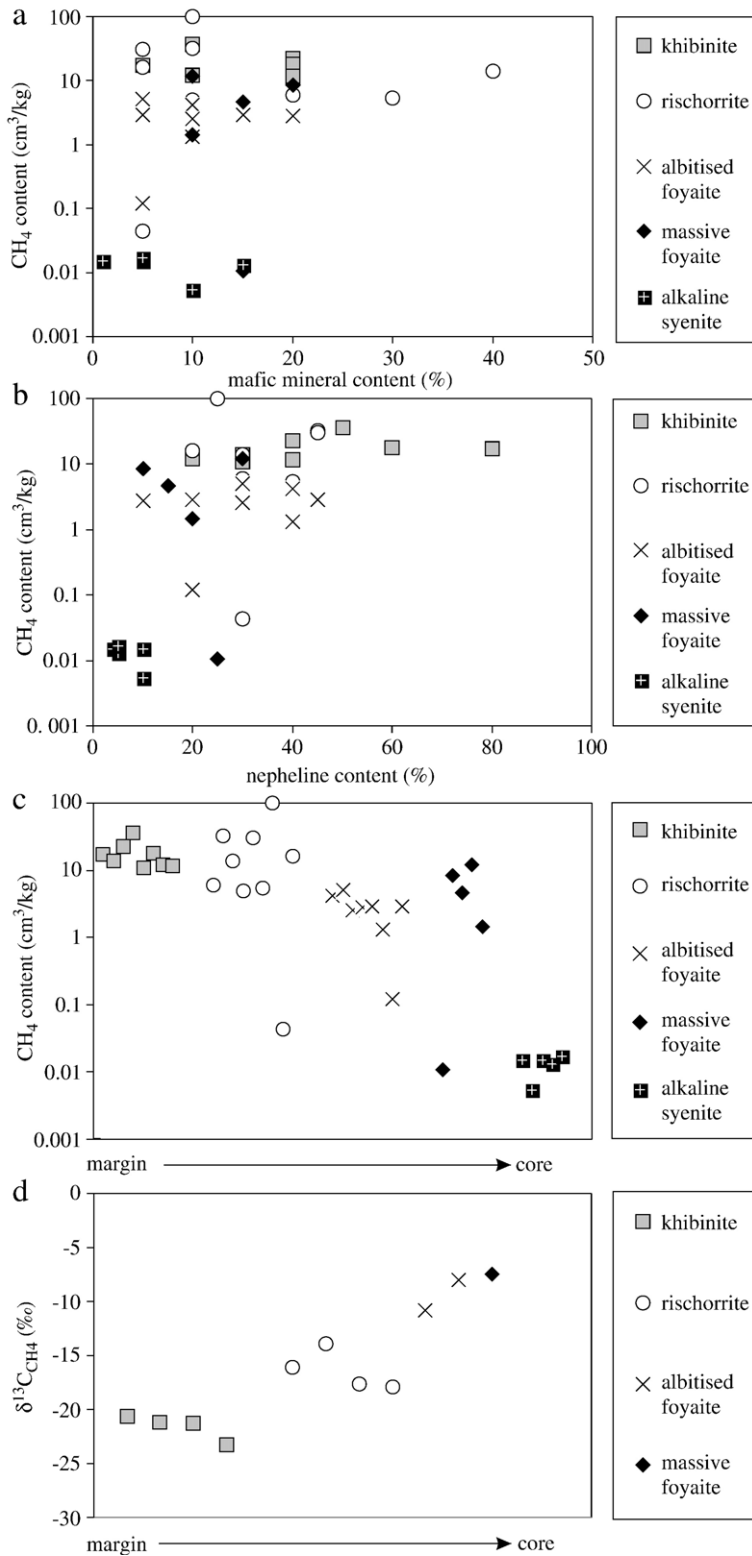 a
100
10
1
0.1
0.01
0.001
CH4 content (cm3/kg)
0 10 20 30 40 50
mafic mineral content (%)
khibinite
rischorrite
albitised
foyaite
massive
foyaite
alkaline
syenite
b
100
10
1
0.1
0.01
0. 001
CH4 content (cm3/kg)
0 20 40 60 80 100
nepheline content (%)
khibinite
rischorrite
albitised
foyaite
massive
foyaite
alkaline
syenite
c
100
10
1
0.1
0.01
0.001
CH4 content (cm3/kg)
margin core
khibinite
rischorrite
albitised
foyaite
massive
foyaite
alkaline
syenite
d
0
-5
-10
-15
-20
-25
-30
δ13CCH4 (‰)
margin core
khibinite
rischorrite
albitised
foyaite
massive
foyaite